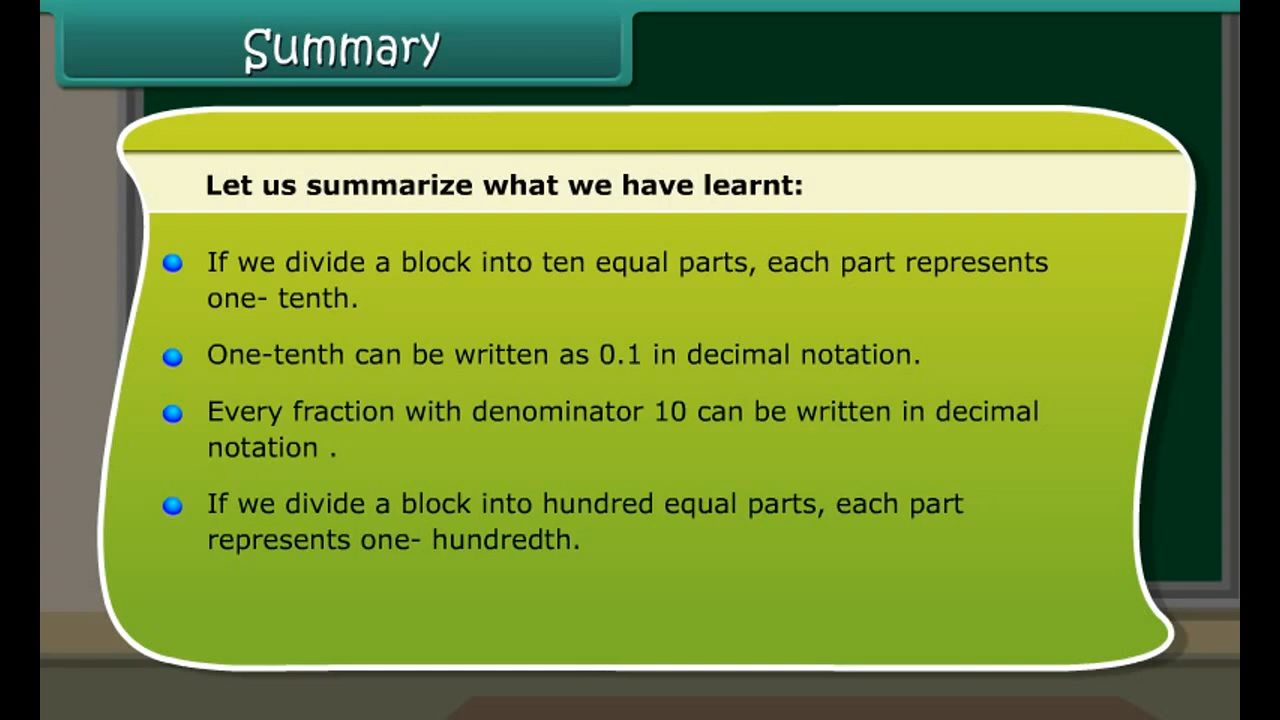 Summary
Let us summarize what we have learnt:
If we divide a block into ten equal parts, each part represents
one- tenth.
One-tenth can be written as 0.1 in decimal notation.
Every fraction with denominator 10 can be written in decimal
notation .
If we divide a block into hundred equal parts, each part
represents one- hundredth.